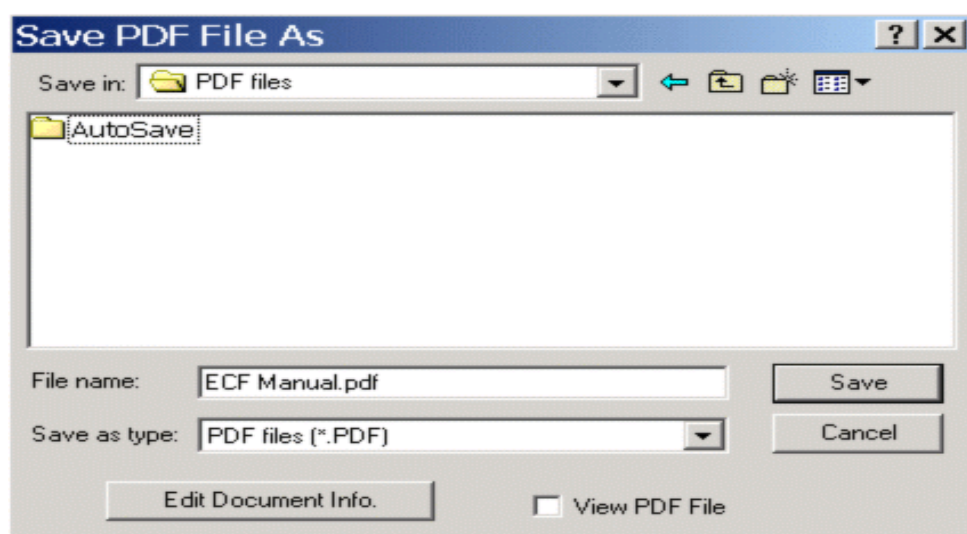 Save PDF File As
Save in: PDF files
AutoSave
File name: ECF Manual.pdf Save
Save as type: PDF files (*.PDF) Cancel
Edit Document Info. View PDF File